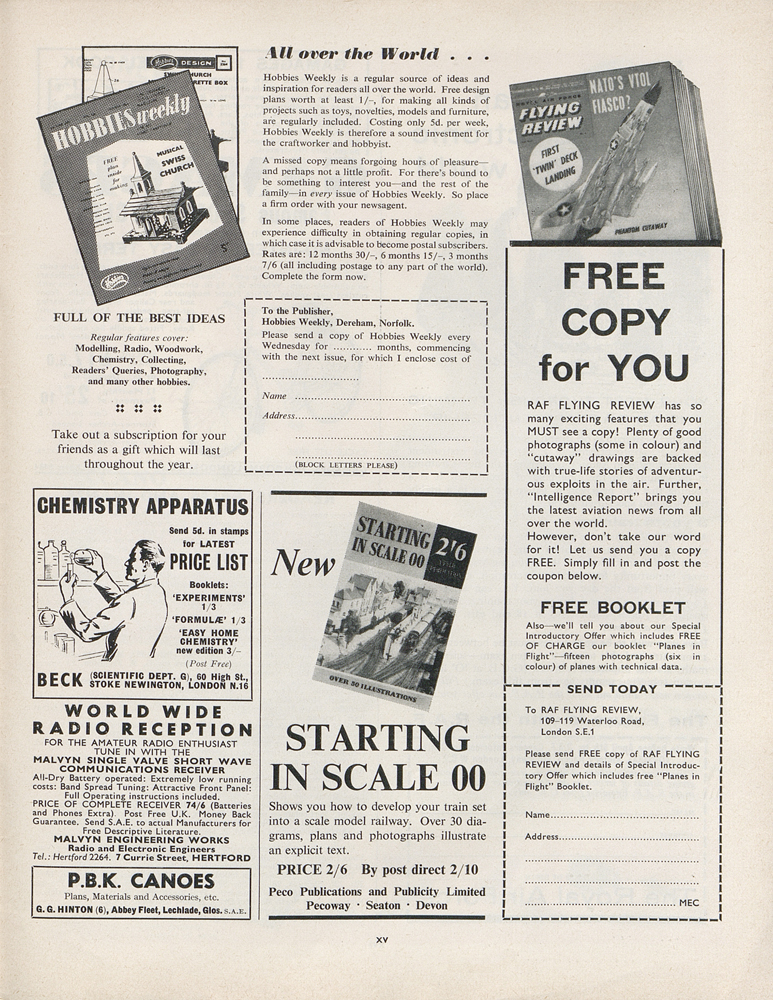 Hobbies DESIGN
HOBBIES weekly
FREE
plan
inside
for
making
MUSICAL
SWISS
CHURCH
5d
Hobbies
FULL OF THE BEST IDEAS
Regular features cover:
Modelling, Radio, Woodwork,
Chemistry, Collecting,
Readers' Queries, Photography,
and many other hobbies.
Take out a subscription for your
friends as a gift which will last
throughout the year.
All over the World . . .
Hobbies Weekly is a regular source of ideas and
inspiration for readers all over the world. Free design
plans worth at least 1/–, for making all kinds of
projects such as toys, novelties, models and furniture,
are regularly included. Costing only 5d. per week,
Hobbies Weekly is therefore a sound investment for
the craftworker and hobbyist.
A missed copy means forgoing hours of pleasure—
and perhaps not a little profit. For there's bound to
be something to interest you—and the rest of the
family—in every issue of Hobbies Weekly. So place
a firm order with your newsagent.
In some places, readers of Hobbies Weekly may
experience difficulty in obtaining regular copies, in
which case it is advisable to become postal subscribers.
Rates are: 12 months 30/–, 6 months 15/–, 3 months
7/6 (all including postage to any part of the world).
Complete the form now.
To the Publisher,
Hobbies Weekly, Dereham, Norfolk.
Please send a copy of Hobbies Weekly every
Wednesday for ............ months, commencing
with the next issue, for which I enclose cost of
..............................
Name ..............................
Address..............................
..............................
..............................
(BLOCK LETTERS PLEASE)
FLYING
REVIEW
NATO'S VTOL
FIASCO?
FIRST
'TWIN' DECK
LANDING
PHANTOM CUTAWAY
FREE
COPY
for YOU
RAF FLYING REVIEW has so
many exciting features that you
MUST see a copy! Plenty of good
photographs (some in colour) and
"cutaway" drawings are backed
with true-life stories of adventur-
ous exploits in the air. Further,
"Intelligence Report" brings you
the latest aviation news from all
over the world.
However, don't take our word
for it! Let us send you a copy
FREE. Simply fill in and post the
coupon below.
FREE BOOKLET
Also—we'll tell you about our Special
Introductory Offer which includes FREE
OF CHARGE our booklet "Planes in
Flight"—fifteen photographs (six in
colour) of planes with technical data.
SEND TODAY
To RAF FLYING REVIEW,
109-119 Waterloo Road,
London S.E.1
Please send FREE copy of RAF FLYING
REVIEW and details of Special Introduc-
tory Offer which includes free "Planes in
Flight" Booklet.
Name..............................
Address..............................
..............................
..............................
.............................. MEC
CHEMISTRY APPARATUS
Send 5d. in stamps
for LATEST
PRICE LIST
Booklets:
'EXPERIMENTS'
1/3
'FORMULÆ' 1/3
'EASY HOME
CHEMISTRY'
new edition 3/–
(Post Free)
BECK (SCIENTIFIC DEPT. G), 60 High St.,
STOKE NEWINGTON, LONDON N.16
WORLD WIDE
RADIO RECEPTION
FOR THE AMATEUR RADIO ENTHUSIAST
TUNE IN WITH THE
MALVYN SINGLE VALVE SHORT WAVE
COMMUNICATIONS RECEIVER
All-Dry Battery operated: Extremely low running
costs: Band Spread Tuning: Attractive Front Panel:
Full Operating instructions included.
PRICE OF COMPLETE RECEIVER 74/6 (Batteries
and Phones Extra). Post Free U.K. Money Back
Guarantee. Send S.A.E. to actual Manufacturers for
Free Descriptive Literature.
MALVYN ENGINEERING WORKS
Radio and Electronic Engineers
Tel.: Hertford 2264. 7 Currie Street, HERTFORD
P.B.K. CANOES
Plans, Materials and Accessories, etc.
G. G. HINTON (6), Abbey Fleet, Lechlade, Glos. S.A.E.
New
STARTING
IN SCALE 00
2'6
OVER 30 ILLUSTRATIONS
STARTING
IN SCALE 00
Shows you how to develop your train set
into a scale model railway. Over 30 dia-
grams, plans and photographs illustrate
an explicit text.
PRICE 2/6 By post direct 2/10
Peco Publications and Publicity Limited
Pecoway · Seaton · Devon
xv